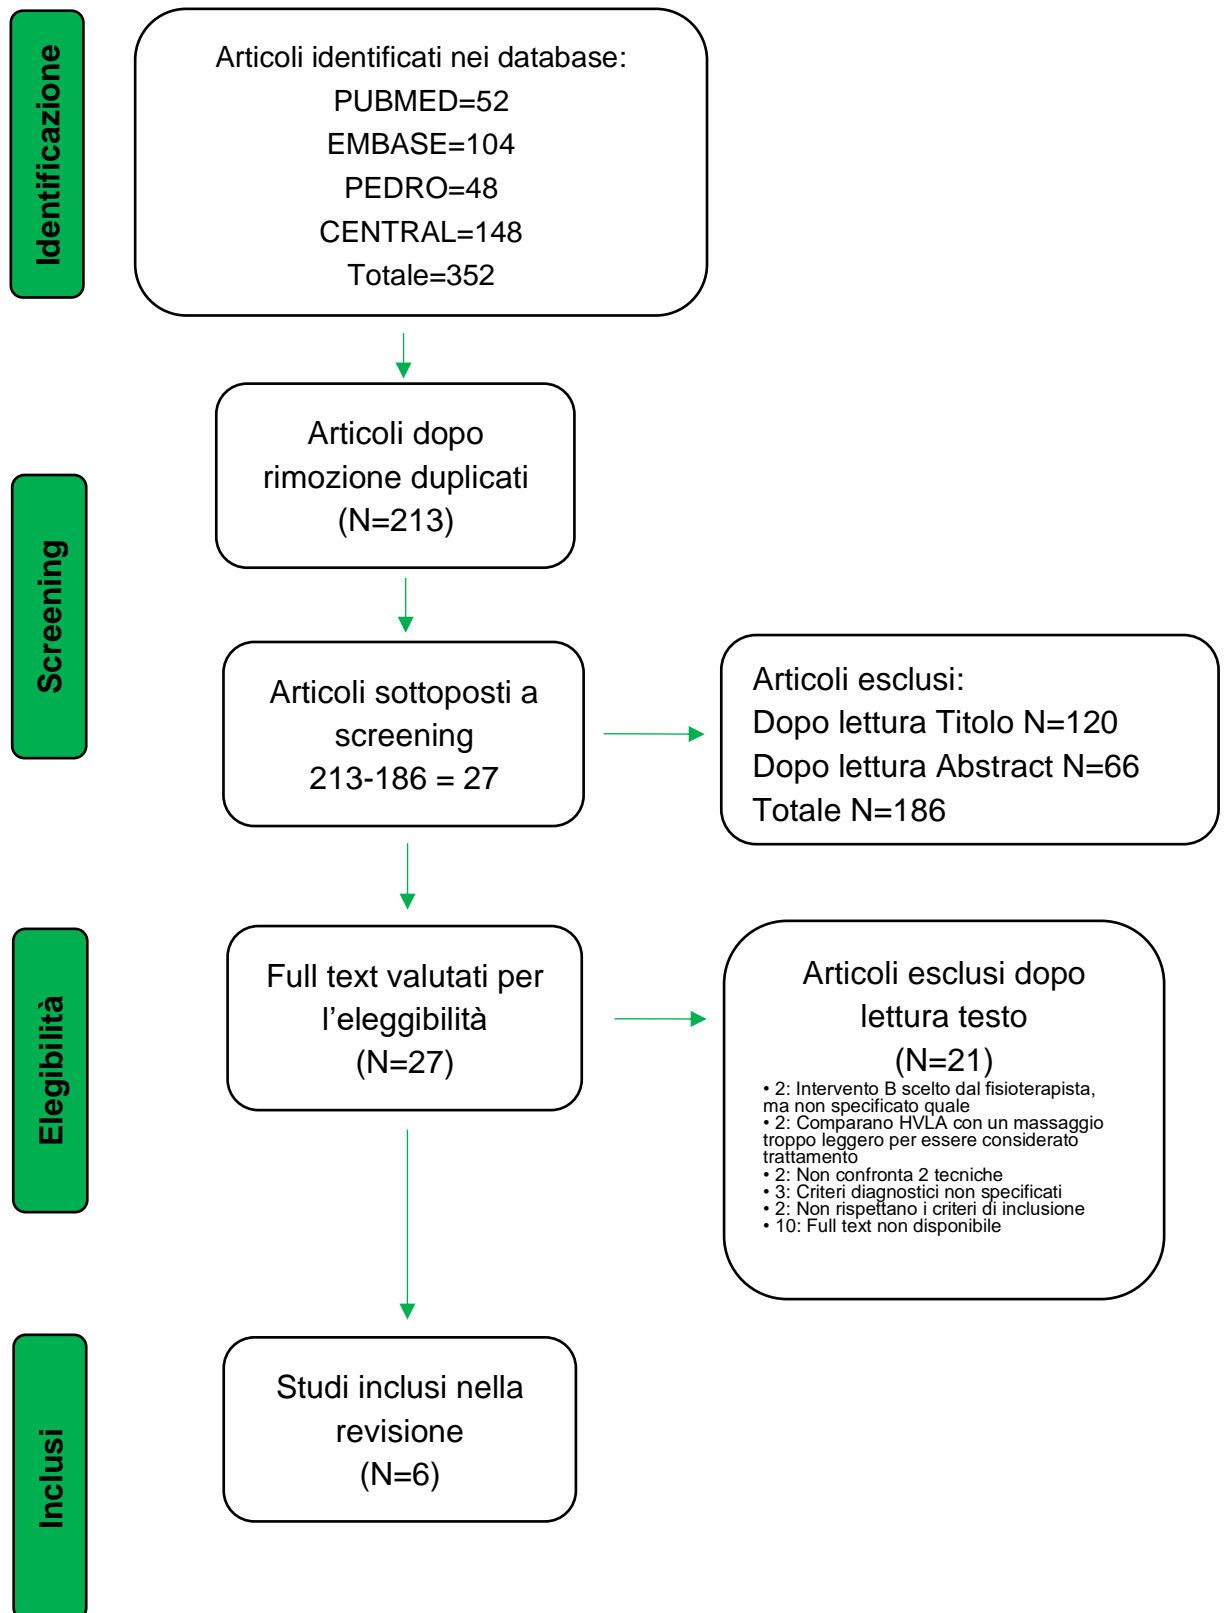 Identificazione
Articoli identificati nei database:
PUBMED=52
EMBASE=104
PEDRO=48
CENTRAL=148
Totale=352
Screening
Articoli dopo
rimozione duplicati
(N=213)
Articoli sottoposti a
screening
213-186 = 27
Articoli esclusi:
Dopo lettura Titolo N=120
Dopo lettura Abstract N=66
Totale N=186
Elegibilità
Full text valutati per
l’eleggibilità
(N=27)
Articoli esclusi dopo
lettura testo
(N=21)
• 2: Intervento B scelto dal fisioterapista,
ma non specificato quale
• 2: Comparano HVLA con un massaggio
troppo leggero per essere considerato
trattamento
• 2: Non confronta 2 tecniche
• 3: Criteri diagnostici non specificati
• 2: Non rispettano i criteri di inclusione
• 10: Full text non disponibile
Inclusi
Studi inclusi nella
revisione
(N=6)